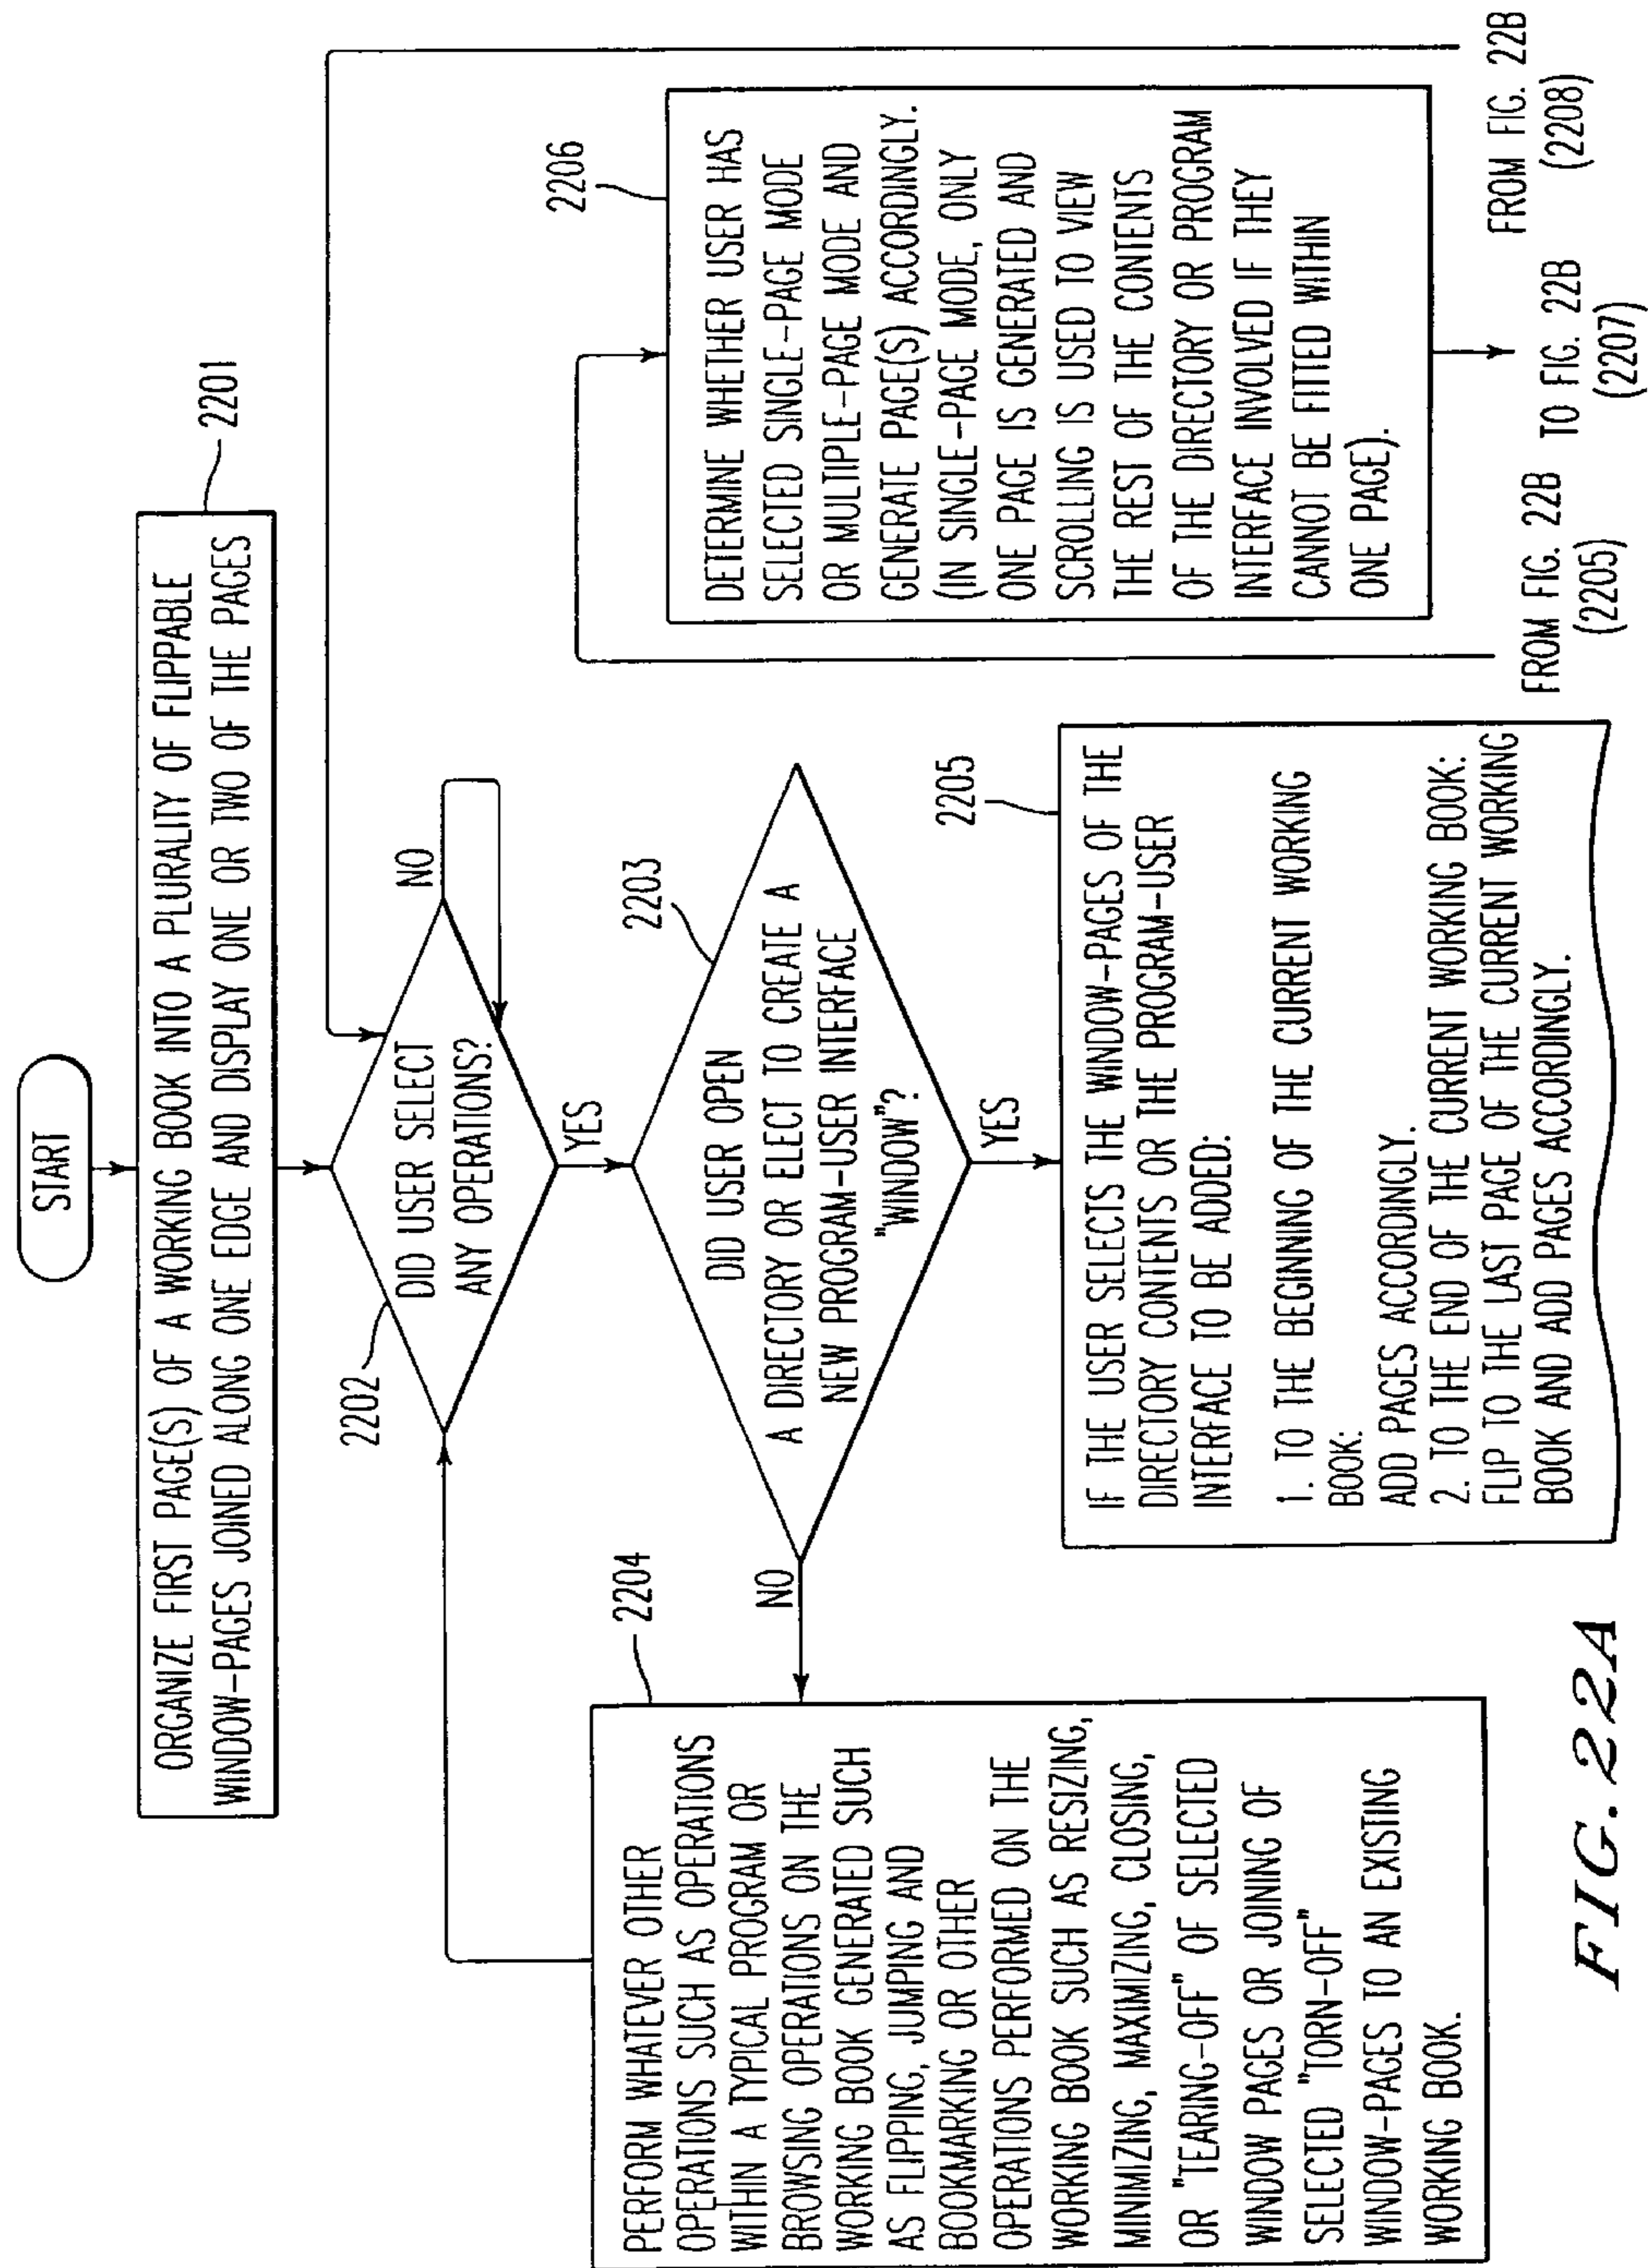 START
ORGANIZE FIRST PAGE(S) OF A WORKING BOOK INTO A PLURALITY OF FLIPPABLE
WINDOW-PAGES JOINED ALONG ONE EDGE AND DISPLAY ONE OR TWO OF THE PAGES
2201
DID USER SELECT
ANY OPERATIONS?
2202
NO
YES
DID USER OPEN
A DIRECTORY OR ELECT TO CREATE A
NEW PROGRAM-USER INTERFACE
"WINDOW"?
2203
NO
YES
2204
PERFORM WHATEVER OTHER
OPERATIONS SUCH AS OPERATIONS
WITHIN A TYPICAL PROGRAM OR
BROWSING OPERATIONS ON THE
WORKING BOOK GENERATED SUCH
AS FLIPPING, JUMPING AND
BOOKMARKING OR OTHER
OPERATIONS PERFORMED ON THE
WORKING BOOK SUCH AS RESIZING,
MINIMIZING, MAXIMIZING, CLOSING,
OR "TEARING-OFF" OF SELECTED
WINDOW PAGES OR JOINING OF
SELECTED "TORN-OFF"
WINDOW-PAGES TO AN EXISTING
WORKING BOOK.
2205
IF THE USER SELECTS THE WINDOW-PAGES OF THE
DIRECTORY CONTENTS OR THE PROGRAM-USER
INTERFACE TO BE ADDED:
1. TO THE BEGINNING OF THE CURRENT WORKING
BOOK:
ADD PAGES ACCORDINGLY.
2. TO THE END OF THE CURRENT WORKING BOOK:
FLIP TO THE LAST PAGE OF THE CURRENT WORKING
BOOK AND ADD PAGES ACCORDINGLY.
2206
DETERMINE WHETHER USER HAS
SELECTED SINGLE-PAGE MODE
OR MULTIPLE-PAGE MODE AND
GENERATE PAGE(S) ACCORDINGLY.
(IN SINGLE-PAGE MODE, ONLY
ONE PAGE IS GENERATED AND
SCROLLING IS USED TO VIEW
THE REST OF THE CONTENTS
OF THE DIRECTORY OR PROGRAM
INTERFACE INVOLVED IF THEY
CANNOT BE FITTED WITHIN
ONE PAGE).
FROM FIG. 22B
(2205)
TO FIG. 22B
(2207)
FROM FIG. 22B
(2208)
FIG. 22A